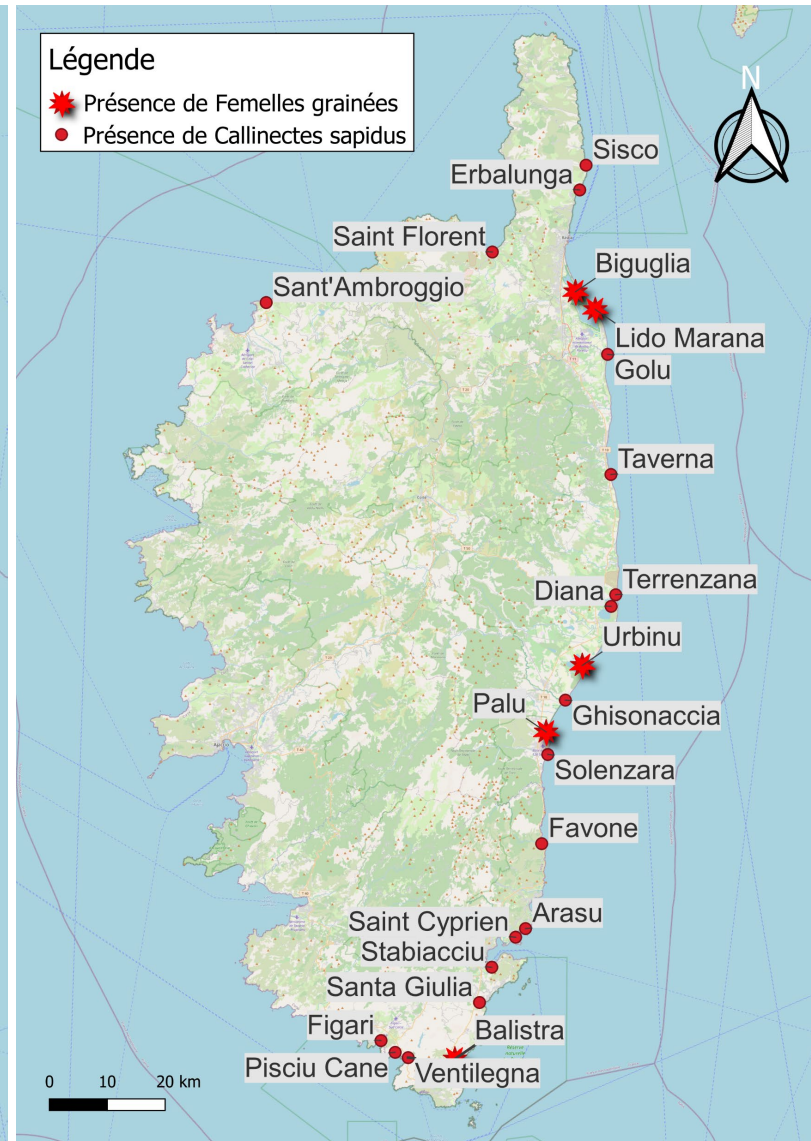 Légende
Présence de Femelles grainées
Présence de Callinectes sapidus
N
Sisco
Erbalunga
Saint Florent
Biguglia
Sant'Ambroggio
Lido Marana
Golu
Taverna
Terrenzana
Diana
Urbinu
Palu
Ghisonaccia
Solenzara
Favone
Arasu
Saint Cyprien
Stabiacciu
Santa Giulia
Figari
Balistra
Pisciu Cane
Ventilegna
0 10 20 km